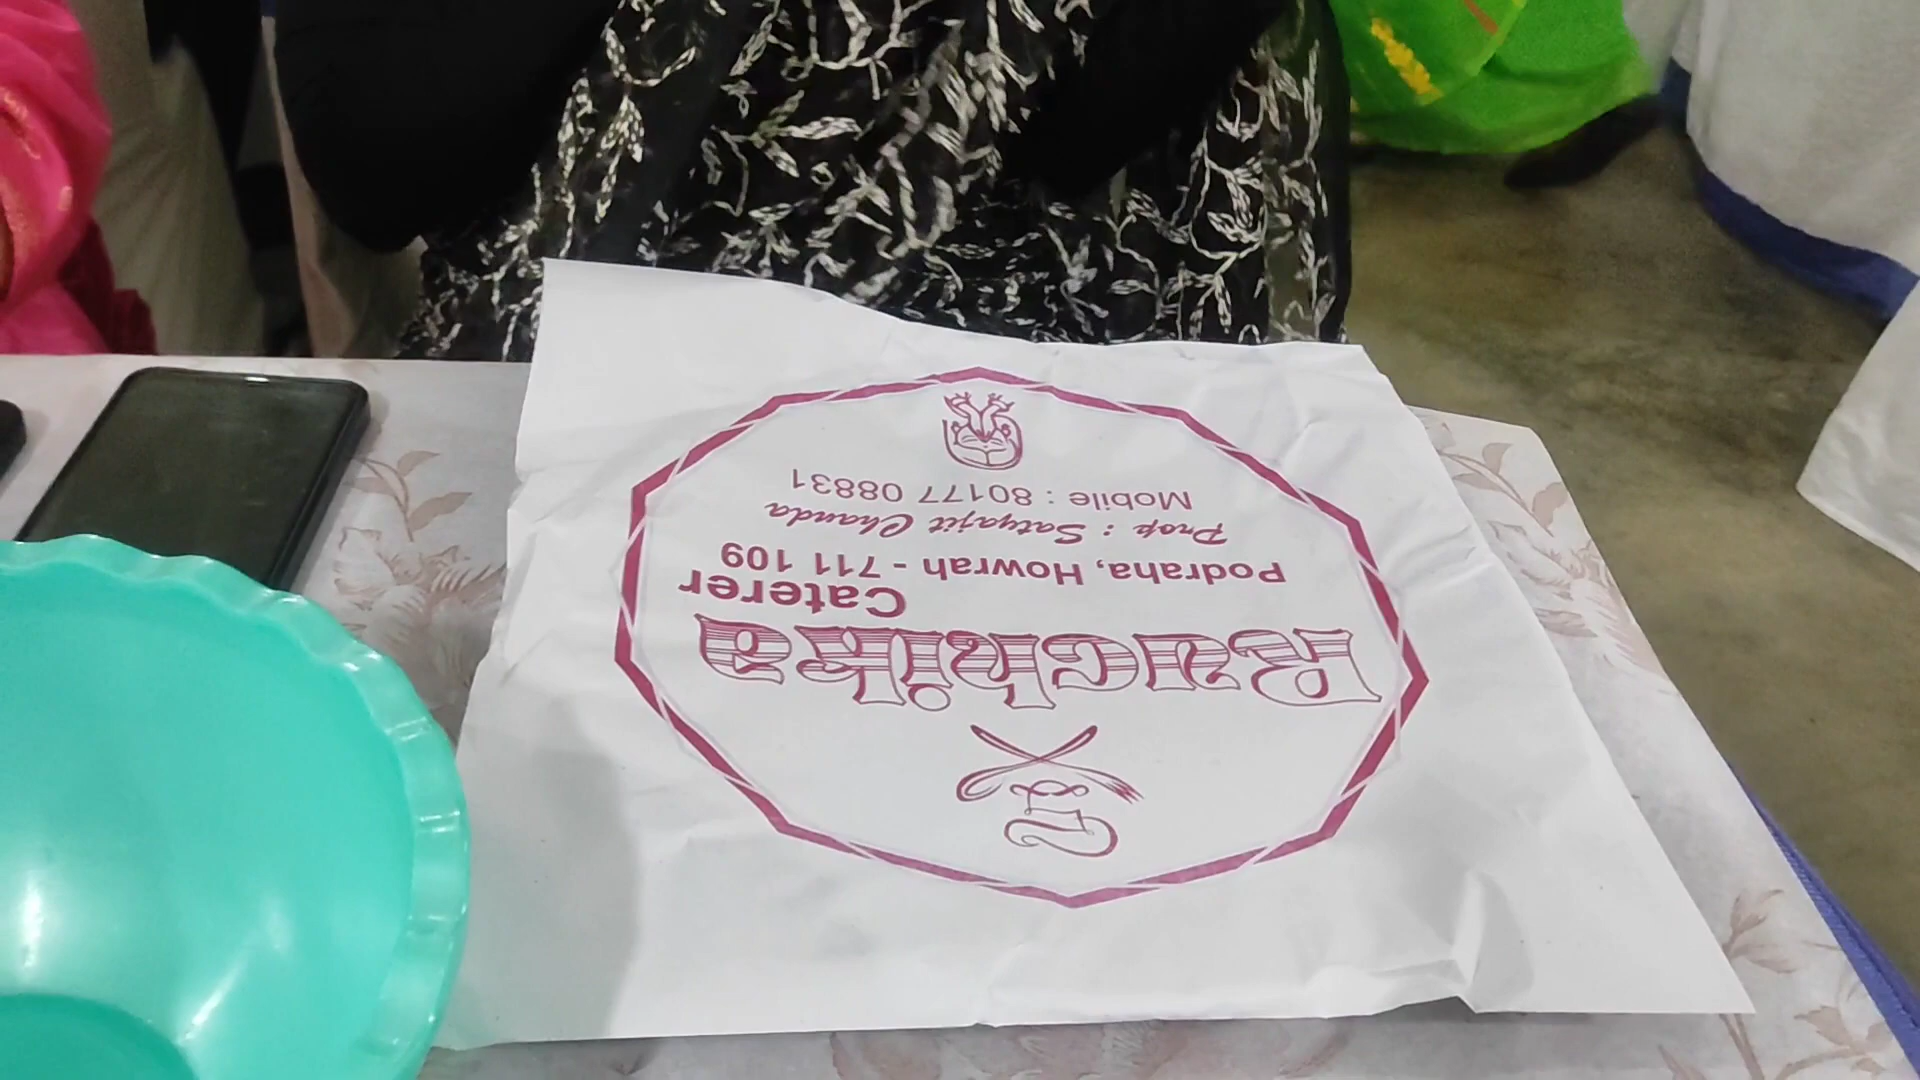 Ruchika
Caterer
Podraha, Howrah - 711 109
Prop : Satyajit Chanda
Mobile : 80177 08831